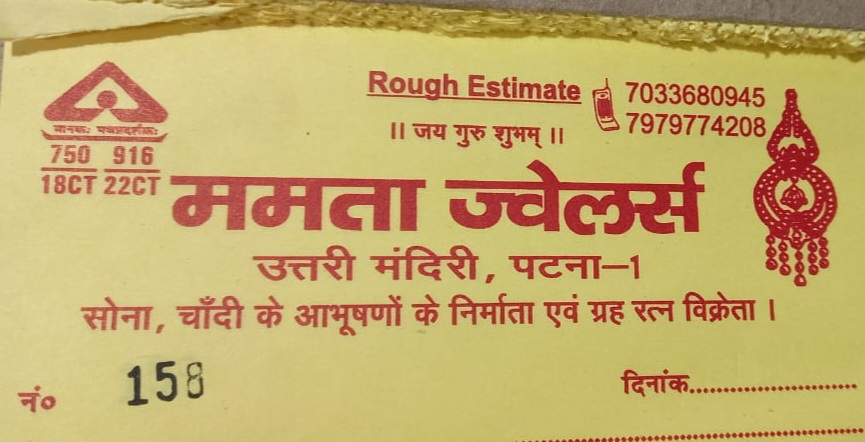 Rough Estimate
7033680945
7979774208
|| जय गुरु शुभम् ||
मानकः पथप्रदर्शकः
750 916
18CT 22CT
ममता ज्वेलर्स
उत्तरी मंदिरी, पटना-1
सोना, चाँदी के आभूषणों के निर्माता एवं ग्रह रत्न विक्रेता ।
नं० 158
दिनांक...........................